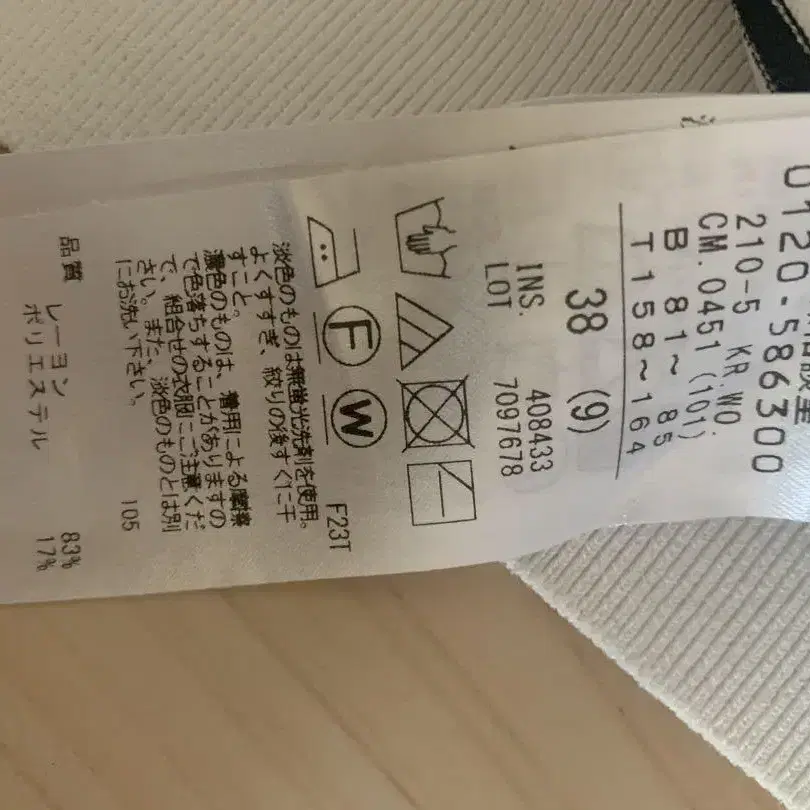 0120-586300
210-5 KR.WO.
CM.0451 (101)
B 81~ 85
T 158~164
38 (9)
INS. 408433
LOT 7097678
F W
F23T
淡色のものは無蛍光洗剤を使用。
よくすすぎ、絞りの後すぐに干
すこと。
濃色のものは、着用による摩擦
で色落ちすることがありますの
で、組合せの衣服にご注意くだ
さい。また、淡色のものとは別
にお洗い下さい。
105
品質 レーヨン 83%
ポリエステル 17%